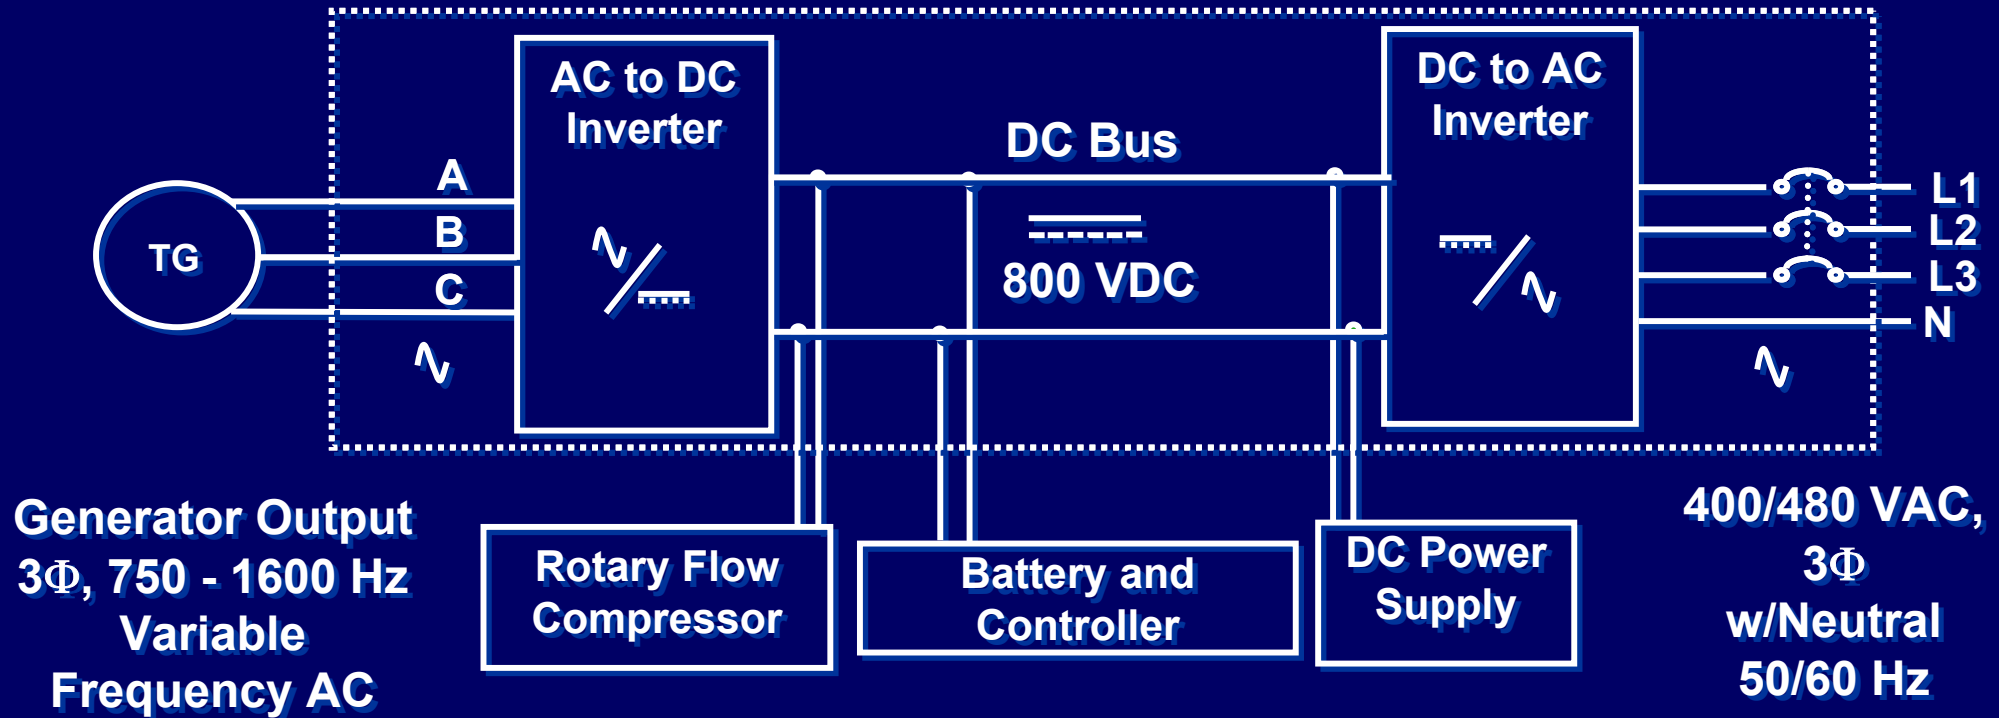 AC to DC
Inverter
DC to AC
Inverter
DC Bus
800 VDC
TG
A
B
C
L1
L2
L3
N
Generator Output
3Φ, 750 - 1600 Hz
Variable
Frequency AC
Rotary Flow
Compressor
Battery and
Controller
DC Power
Supply
400/480 VAC,
3Φ
w/Neutral
50/60 Hz